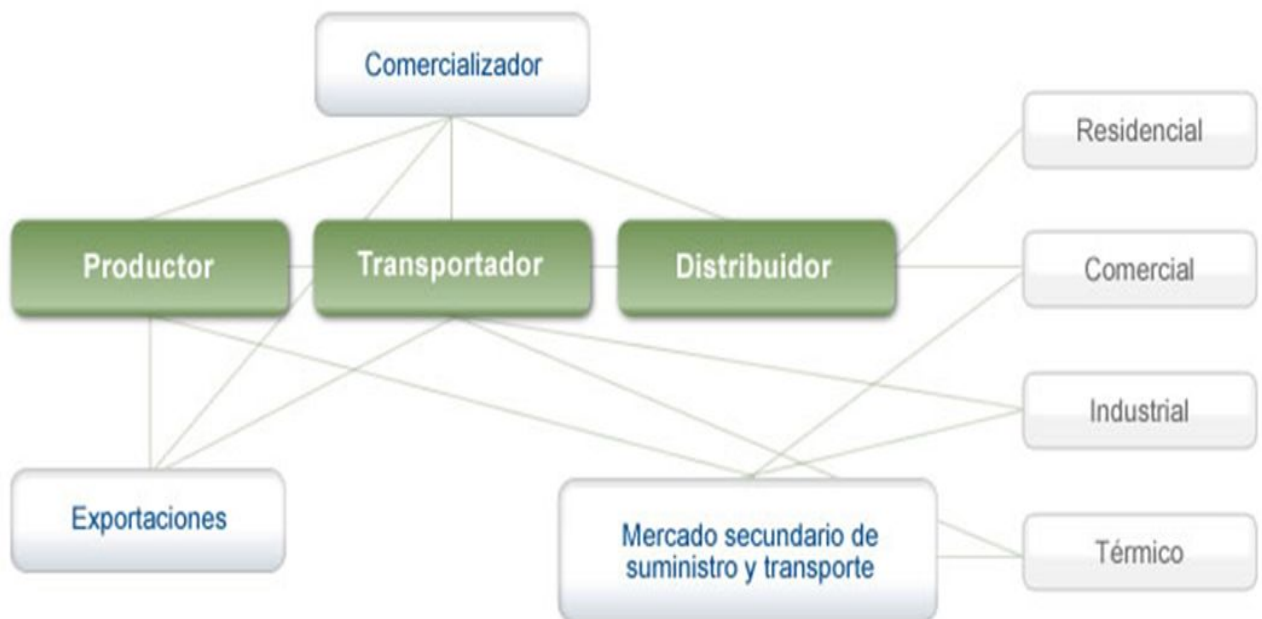 Comercializador
Residencial
Productor
Transportador
Distribuidor
Comercial
Industrial
Exportaciones
Mercado secundario de
suministro y transporte
Térmico